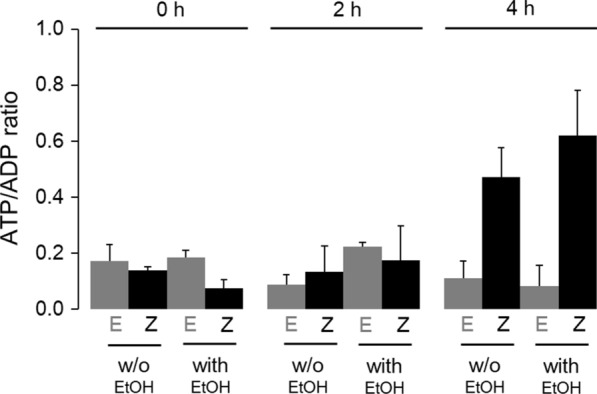 0 h 2 h 4 h
ATP/ADP ratio
1.0
0.8
0.6
0.4
0.2
0.0
E Z E Z E Z E Z E Z E Z
w/o with w/o with w/o with
EtOH EtOH EtOH EtOH EtOH EtOH